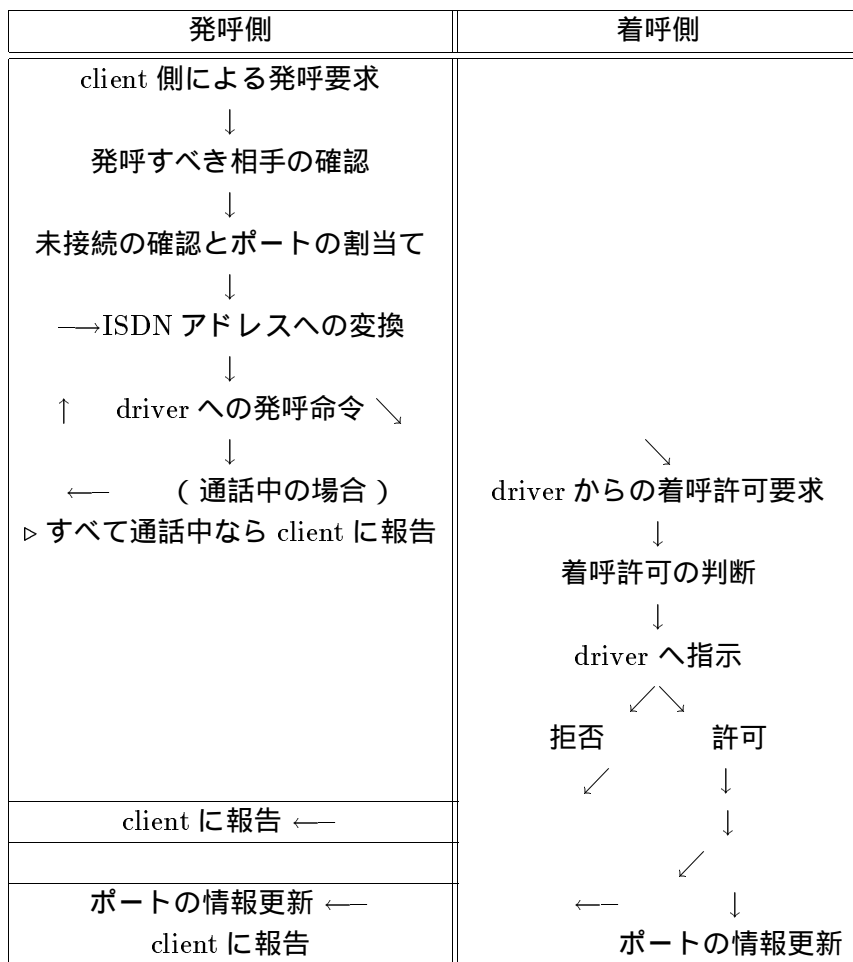 発呼側 着呼側
client 側による発呼要求
↓
発呼すべき相手の確認
↓
未接続の確認とポートの割当て
↓
→ISDN アドレスへの変換
↓
↑ driver への発呼命令 ↘
↓ ↘
← ( 通話中の場合 ) driver からの着呼許可要求
▷ すべて通話中なら client に報告 ↓
着呼許可の判断
↓
driver へ指示
↙↘
拒否 許可
↙ ↓
client に報告 ← ↓
↙
ポートの情報更新 ← ← ↓
client に報告 ポートの情報更新